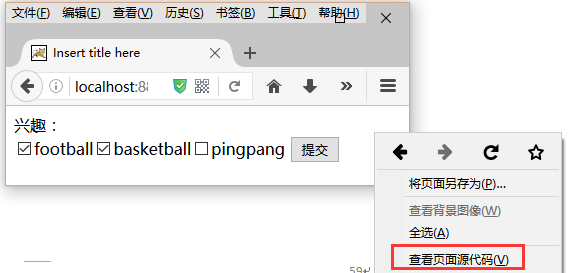 文件(F) 编辑(E) 查看(V) 历史(S) 书签(B) 工具(T) 帮助(H)
Insert title here
localhost:88
兴趣：
football basketball pingpang 提交
将页面另存为(P)...
查看背景图像(W)
全选(A)
查看页面源代码(V)
59